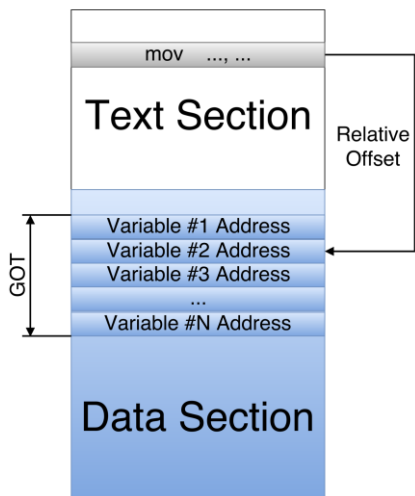 mov ..., ...
Text Section
Relative
Offset
Variable #1 Address
Variable #2 Address
Variable #3 Address
...
Variable #N Address
GOT
Data Section